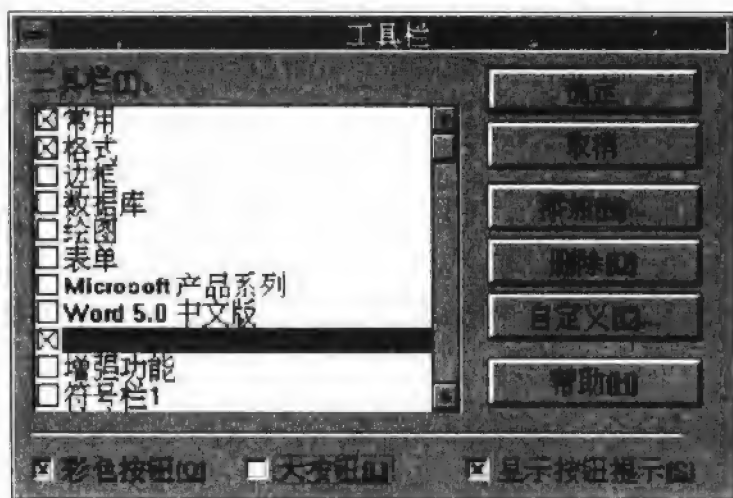 工具栏
工具栏(T):
常用
格式
边框
数据库
绘图
表单
Microsoft 产品系列
Word 5.0 中文版
增强功能
符号栏1
确定
取消
删除(D)
自定义(C)...
帮助(H)
彩色按钮(O)
大按钮(L)
显示按钮提示(S)